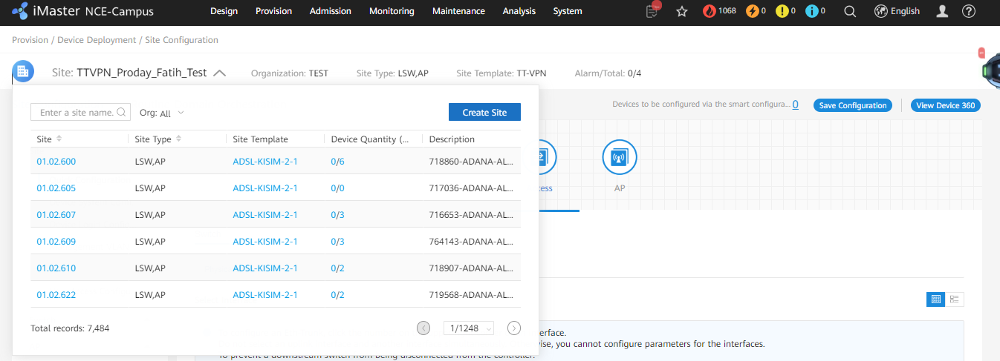 iMaster NCE-Campus Design Provision Admission Monitoring Maintenance Analysis System 1068 0 0 0 English
Provision / Device Deployment / Site Configuration
Site: TTVPN_Proday_Fatih_Test Organization: TEST Site Type: LSW,AP Site Template: TT-VPN Alarm/Total: 0/4
Devices to be configured via the smart configura... 0 Save Configuration View Device 360
Enter a site name. Org: All Create Site
Site Site Type Site Template Device Quantity (... Description
01.02.600 LSW,AP ADSL-KISIM-2-1 0/6 718860-ADANA-AL...
01.02.605 LSW,AP ADSL-KISIM-2-1 0/0 717036-ADANA-AL...
ess AP
01.02.607 LSW,AP ADSL-KISIM-2-1 0/3 716653-ADANA-AL...
01.02.609 LSW,AP ADSL-KISIM-2-1 0/3 764143-ADANA-AL...
01.02.610 LSW,AP ADSL-KISIM-2-1 0/2 718907-ADANA-AL...
01.02.622 LSW,AP ADSL-KISIM-2-1 0/2 719568-ADANA-AL...
Total records: 7,484 1/1248
erface.
ise, you cannot configure parameters for the interfaces.
To prevent a downstream switch from being disconnected from the controller.